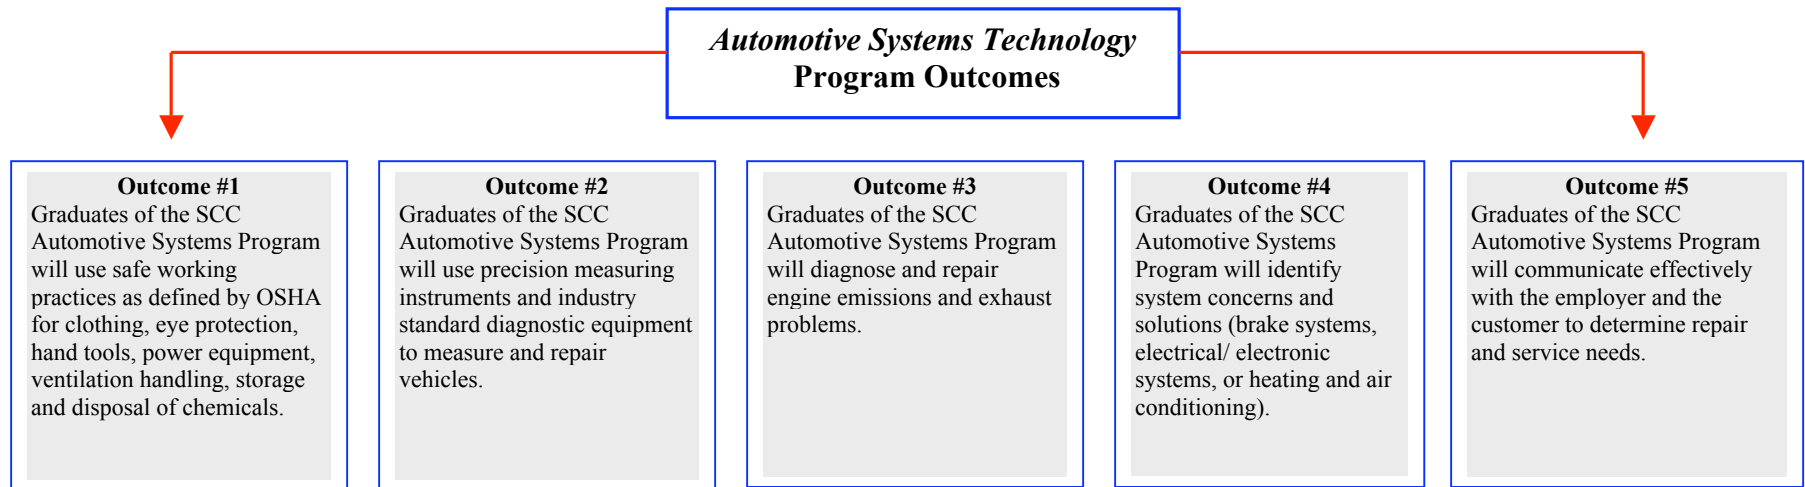 Automotive Systems Technology
Program Outcomes
Outcome #1
Graduates of the SCC
Automotive Systems Program
will use safe working
practices as defined by OSHA
for clothing, eye protection,
hand tools, power equipment,
ventilation handling, storage
and disposal of chemicals.
Outcome #2
Graduates of the SCC
Automotive Systems Program
will use precision measuring
instruments and industry
standard diagnostic equipment
to measure and repair
vehicles.
Outcome #3
Graduates of the SCC
Automotive Systems Program
will diagnose and repair
engine emissions and exhaust
problems.
Outcome #4
Graduates of the SCC
Automotive Systems
Program will identify
system concerns and
solutions (brake systems,
electrical/ electronic
systems, or heating and air
conditioning).
Outcome #5
Graduates of the SCC
Automotive Systems Program
will communicate effectively
with the employer and the
customer to determine repair
and service needs.